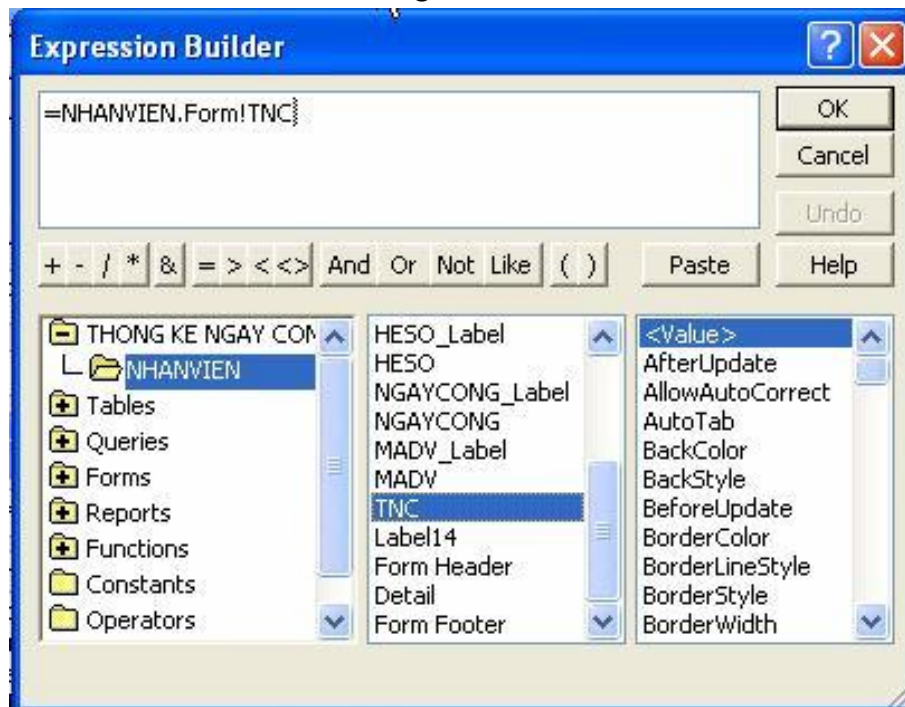 Expression Builder
=NHANVIEN.Form!TNC
OK
Cancel
Undo
+ - / * & = > < <> And Or Not Like ( ) Paste Help
THONG KE NGAY CON
NHANVIEN
Tables
Queries
Forms
Reports
Functions
Constants
Operators
HESO_Label
HESO
NGAYCONG_Label
NGAYCONG
MADV_Label
MADV
TNC
Label14
Form Header
Detail
Form Footer
<Value>
AfterUpdate
AllowAutoCorrect
AutoTab
BackColor
BackStyle
BeforeUpdate
BorderColor
BorderLineStyle
BorderStyle
BorderWidth